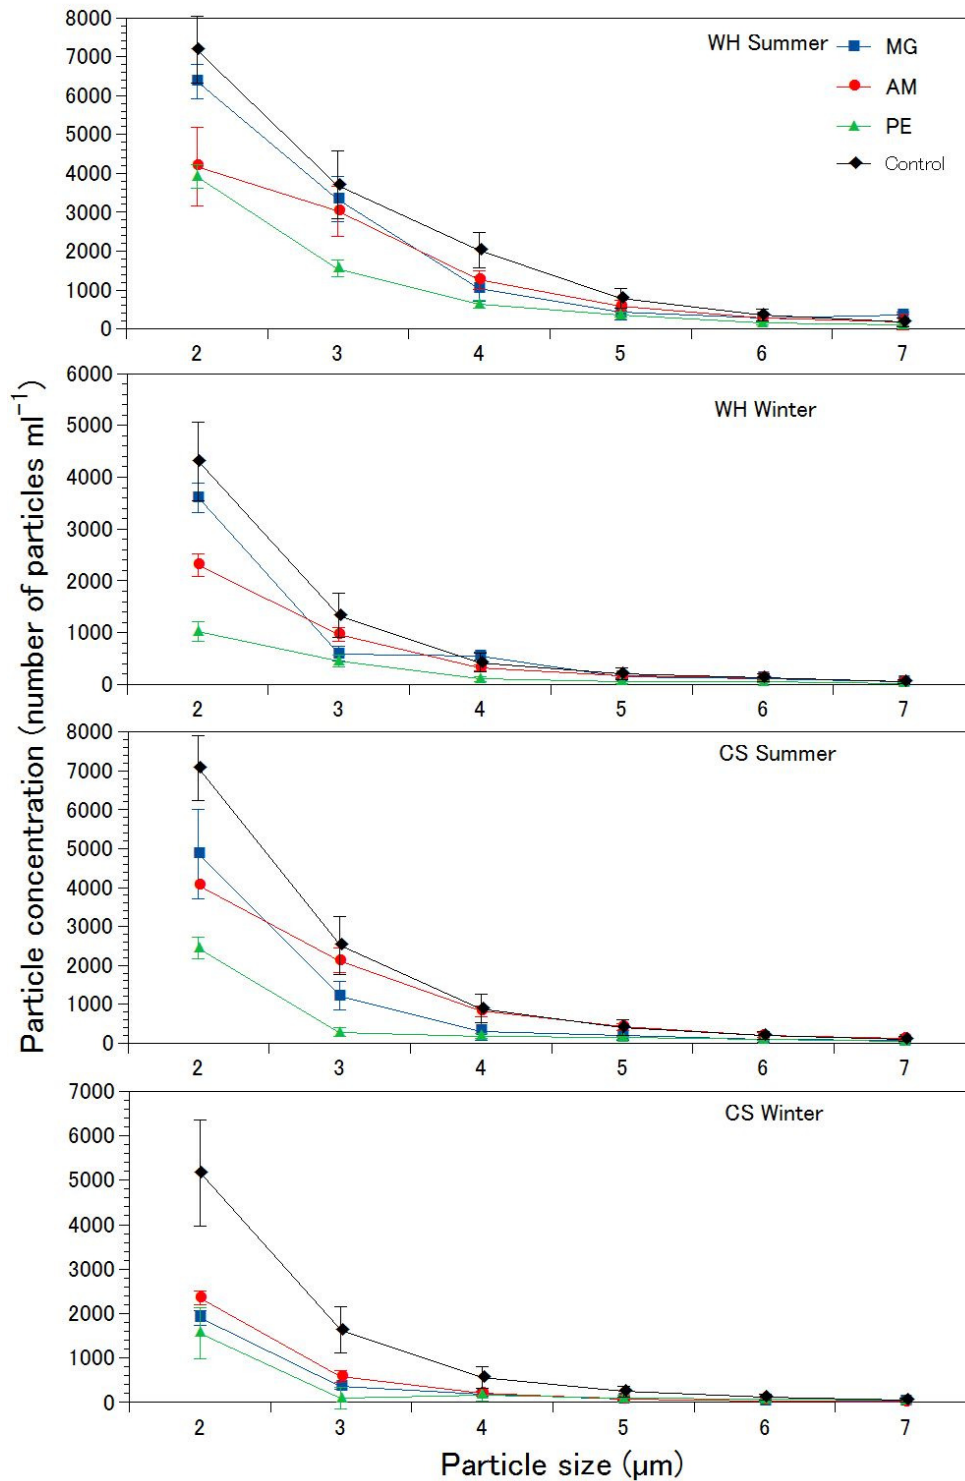 8000
7000
6000
5000
4000
3000
2000
1000
0
WH Summer
MG
AM
PE
Control
2 3 4 5 6 7
6000
5000
4000
3000
2000
1000
0
WH Winter
2 3 4 5 6 7
8000
7000
6000
5000
4000
3000
2000
1000
0
CS Summer
2 3 4 5 6 7
7000
6000
5000
4000
3000
2000
1000
0
CS Winter
2 3 4 5 6 7
Particle concentration (number of particles ml⁻¹)
Particle size (μm)